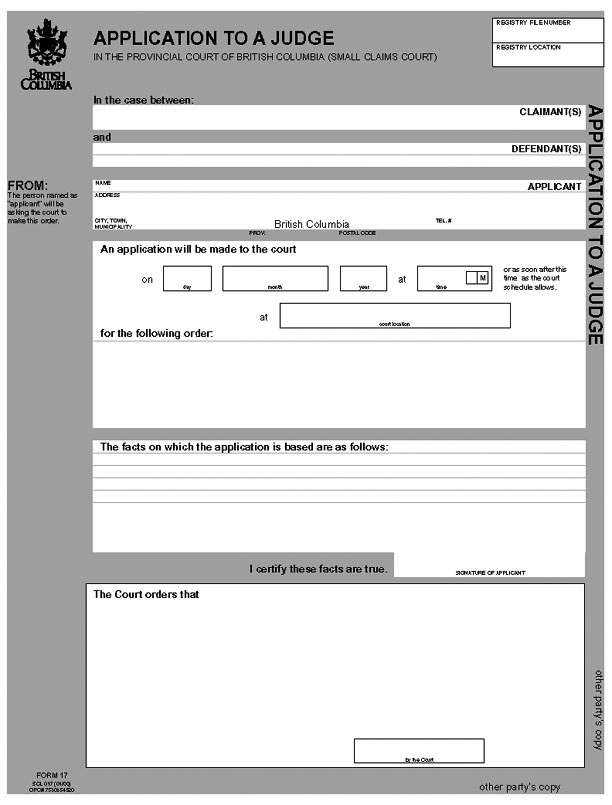 REGISTRY FILE NUMBER
REGISTRY LOCATION
APPLICATION TO A JUDGE
IN THE PROVINCIAL COURT OF BRITISH COLUMBIA (SMALL CLAIMS COURT)
BRITISH
COLUMBIA
In the case between:
CLAIMANT(S)
and
DEFENDANT(S)
FROM:
The person named as
"applicant" will be
asking the court to
make this order.
NAME
APPLICANT
ADDRESS
CITY, TOWN,
MUNICIPALITY
British Columbia
TEL. #
PROV.
POSTAL CODE
APPLICATION TO A JUDGE
An application will be made to the court
on
day
month
year
at
time
M
or as soon after this
time as the court
schedule allows.
at
court location
for the following order:
The facts on which the application is based are as follows:
I certify these facts are true.
SIGNATURE OF APPLICANT
The Court orders that
By the Court
other party's copy
FORM 17
other party's copy